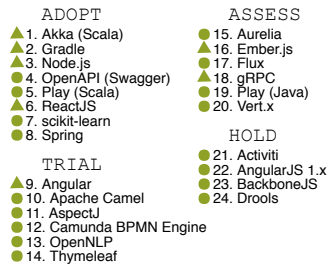 ADOPT
1. Akka (Scala)
2. Gradle
3. Node.js
4. OpenAPI (Swagger)
5. Play (Scala)
6. ReactJS
7. scikit-learn
8. Spring
TRIAL
9. Angular
10. Apache Camel
11. AspectJ
12. Camunda BPMN Engine
13. OpenNLP
14. Thymeleaf
ASSESS
15. Aurelia
16. Ember.js
17. Flux
18. gRPC
19. Play (Java)
20. Vert.x
HOLD
21. Activiti
22. AngularJS 1.x
23. BackboneJS
24. Drools